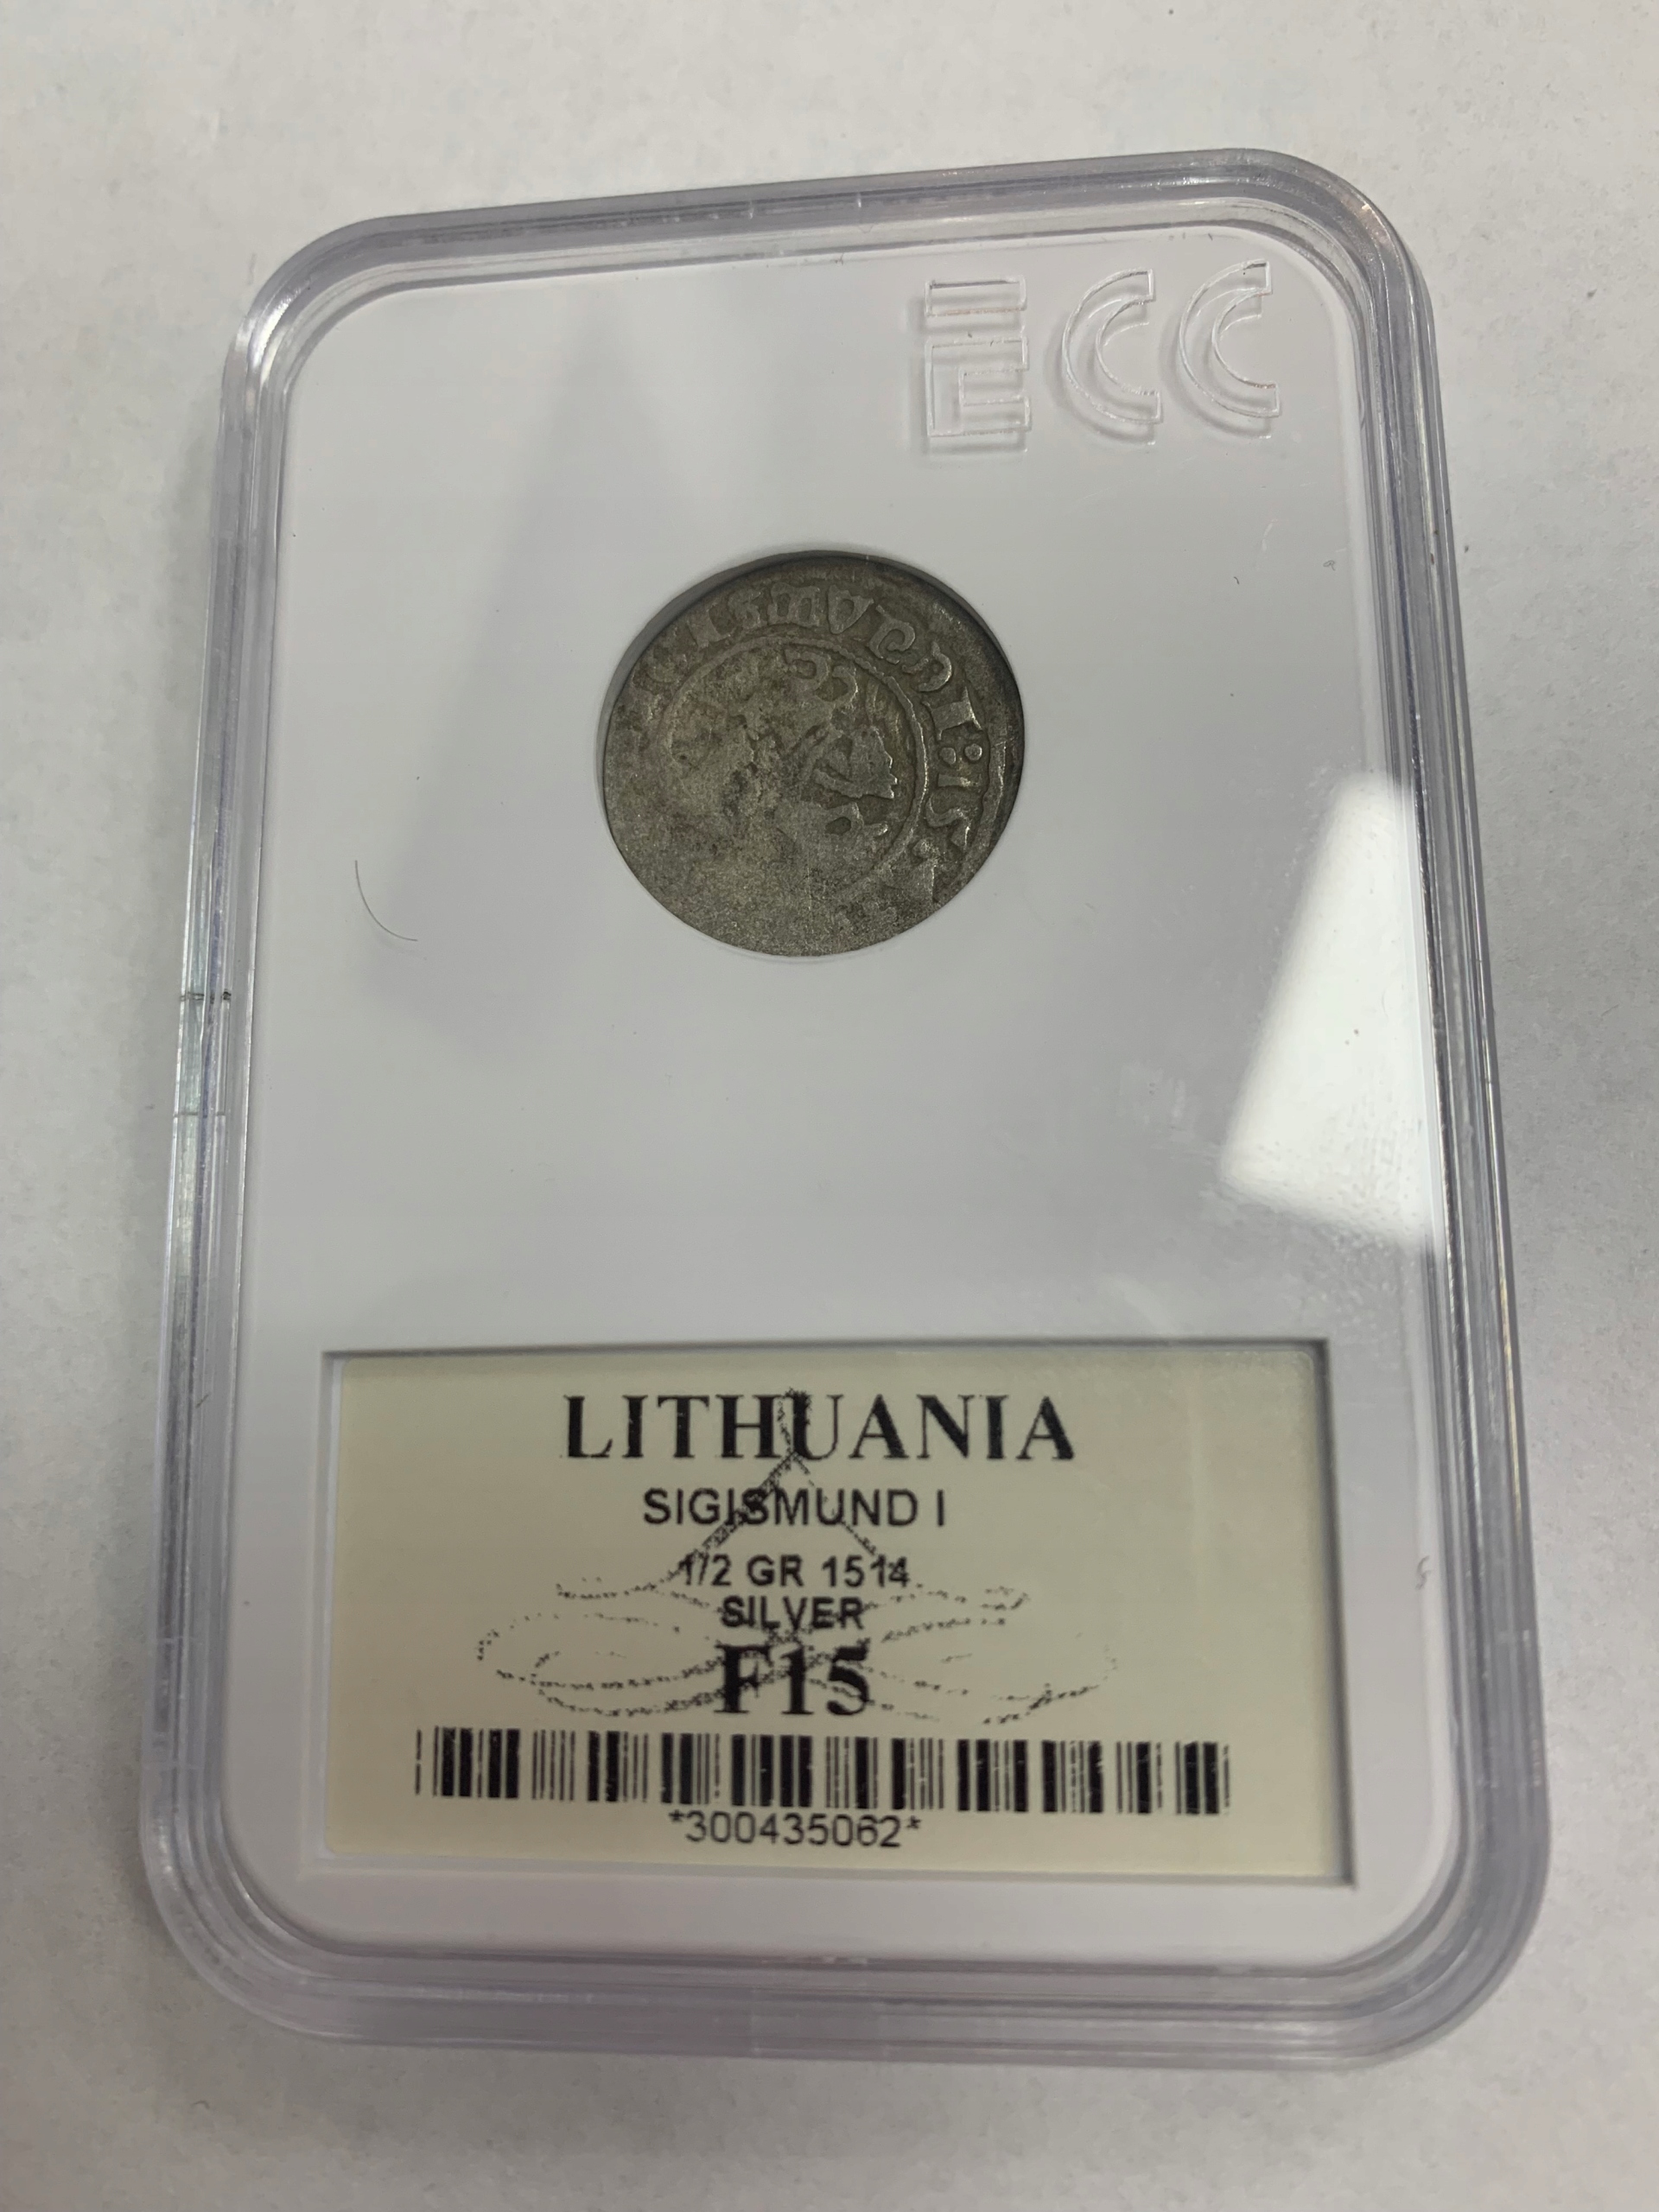 ECC
LITHUANIA
SIGISMUND I
1/2 GR 1514
SILVER
F15
*300435062*